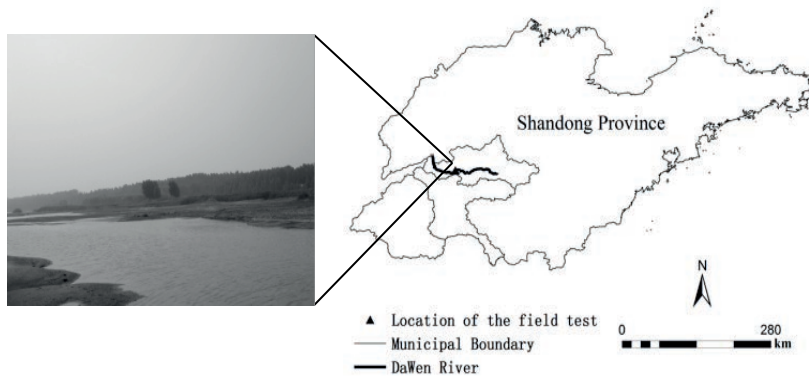 Shandong Province
N
Location of the field test
Municipal Boundary
DaWen River
0 280
km